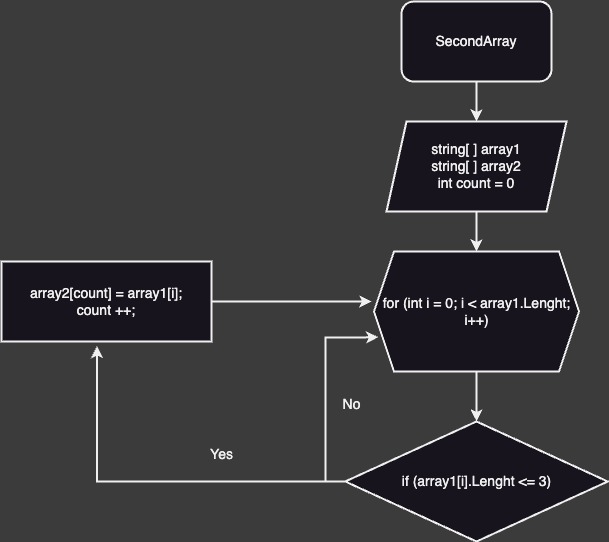 SecondArray
string[ ] array1
string[ ] array2
int count = 0
array2[count] = array1[i];
count ++;
for (int i = 0; i < array1.Lenght;
i++)
No
Yes
if (array1[i].Lenght <= 3)